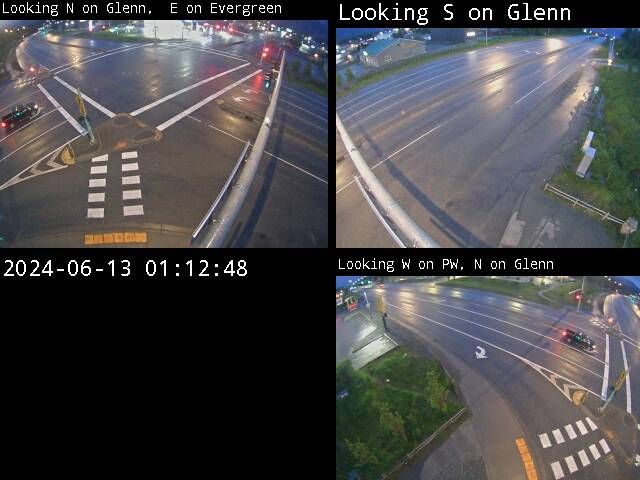 Looking N on Glenn,  E on Evergreen
Looking S on Glenn
2024-06-13 01:12:48
Looking W on PW, N on Glenn